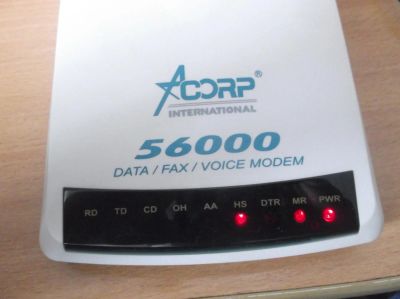 ACORP®
INTERNATIONAL
56000
DATA / FAX / VOICE MODEM
RD TD CD OH AA HS DTR MR PWR